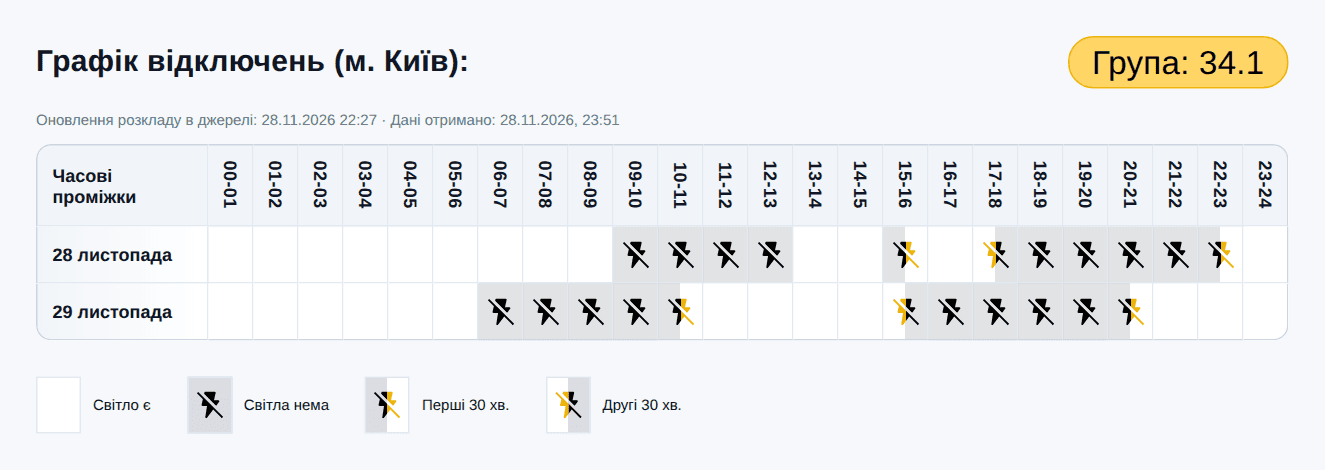 Графік відключень (м. Київ):
Група: 34.1
Оновлення розкладу в джерелі: 28.11.2026 22:27 · Дані отримано: 28.11.2026, 23:51
Часові
проміжки
00-01
01-02
02-03
03-04
04-05
05-06
06-07
07-08
08-09
09-10
10-11
11-12
12-13
13-14
14-15
15-16
16-17
17-18
18-19
19-20
20-21
21-22
22-23
23-24
28 листопада
29 листопада
Світло є
Світла нема
Перші 30 хв.
Другі 30 хв.